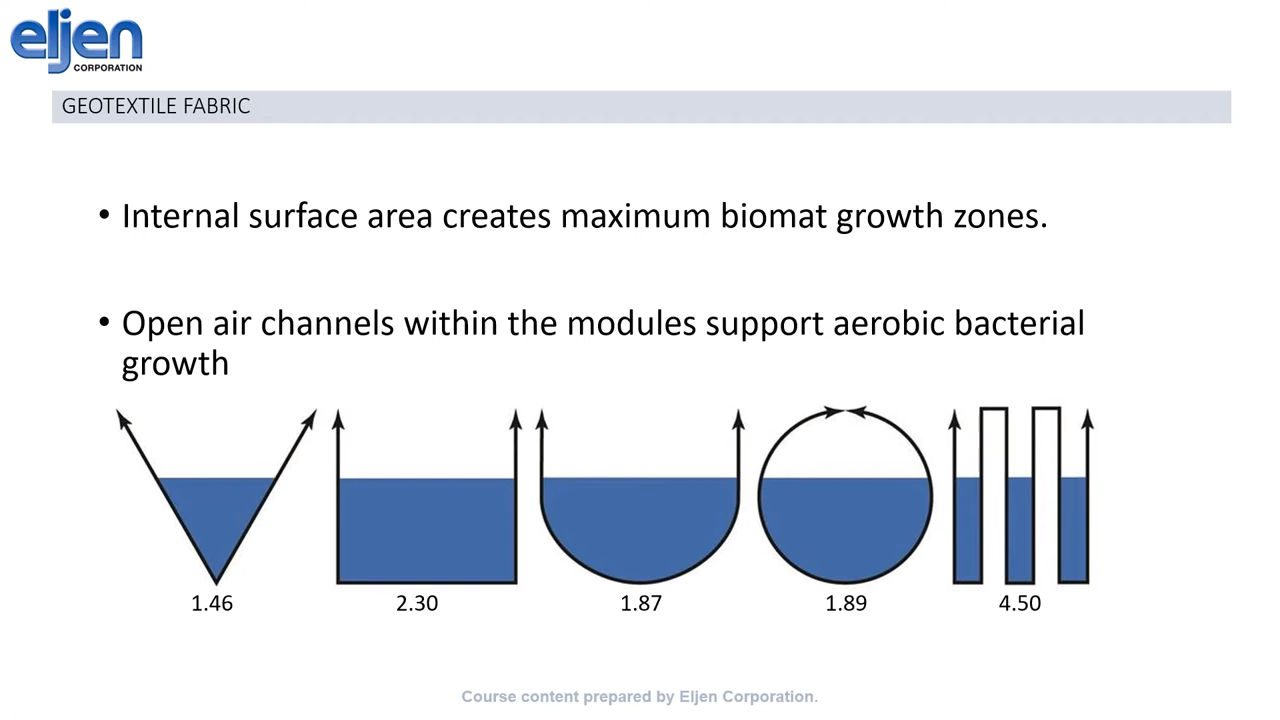 eljen
CORPORATION
GEOTEXTILE FABRIC
• Internal surface area creates maximum biomat growth zones.
• Open air channels within the modules support aerobic bacterial
growth
1.46 2.30 1.87 1.89 4.50
Course content prepared by Eljen Corporation.